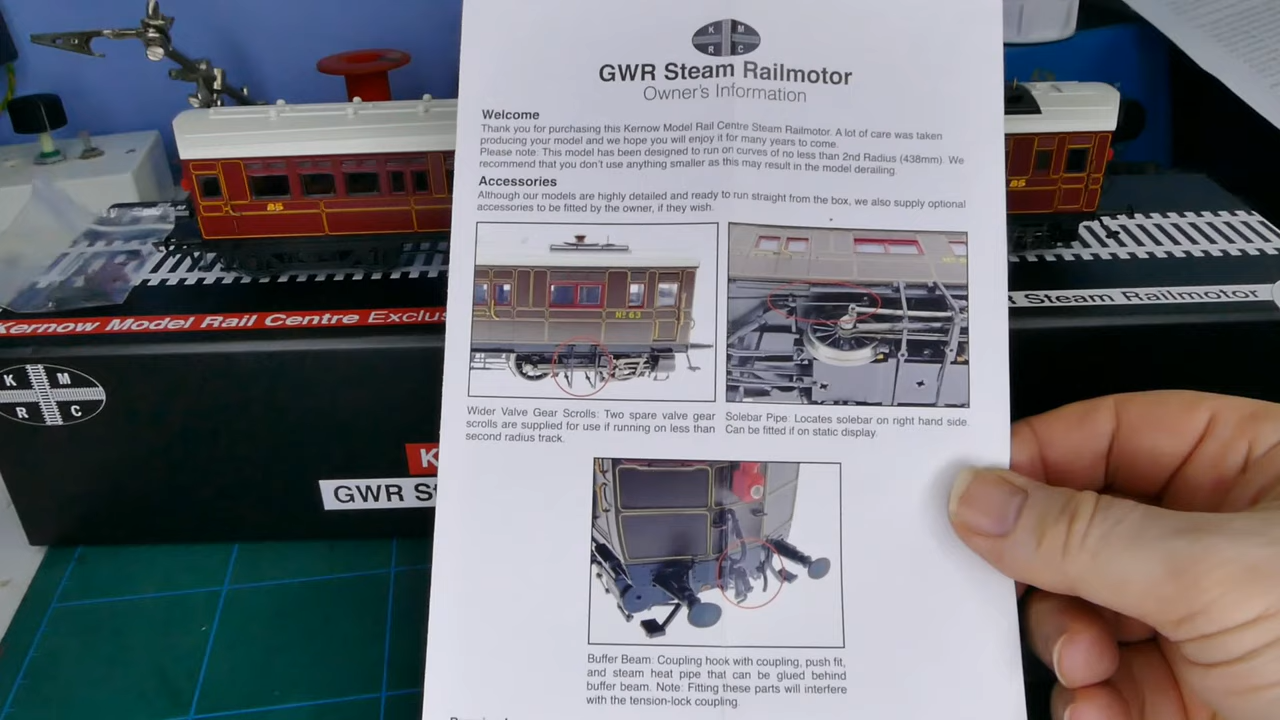 K M
R C
GWR Steam Railmotor
Owner's Information
Welcome
Thank you for purchasing this Kernow Model Rail Centre Steam Railmotor. A lot of care was taken
producing your model and we hope you will enjoy it for many years to come.
Please note: This model has been designed to run on curves of no less than 2nd Radius (438mm). We
recommend that you don't use anything smaller as this may result in the model derailing.
Accessories
Although our models are highly detailed and ready to run straight from the box, we also supply optional
accessories to be fitted by the owner, if they wish.
Nº 63
Wider Valve Gear Scrolls: Two spare valve gear
scrolls are supplied for use if running on less than
second radius track.
Solebar Pipe: Locates solebar on right hand side.
Can be fitted if on static display.
Buffer Beam: Coupling hook with coupling, push fit,
and steam heat pipe that can be glued behind
buffer beam. Note: Fitting these parts will interfere
with the tension-lock coupling.
85
85
Kernow Model Rail Centre Exclus
R Steam Railmotor
K M
R C
K
GWR St